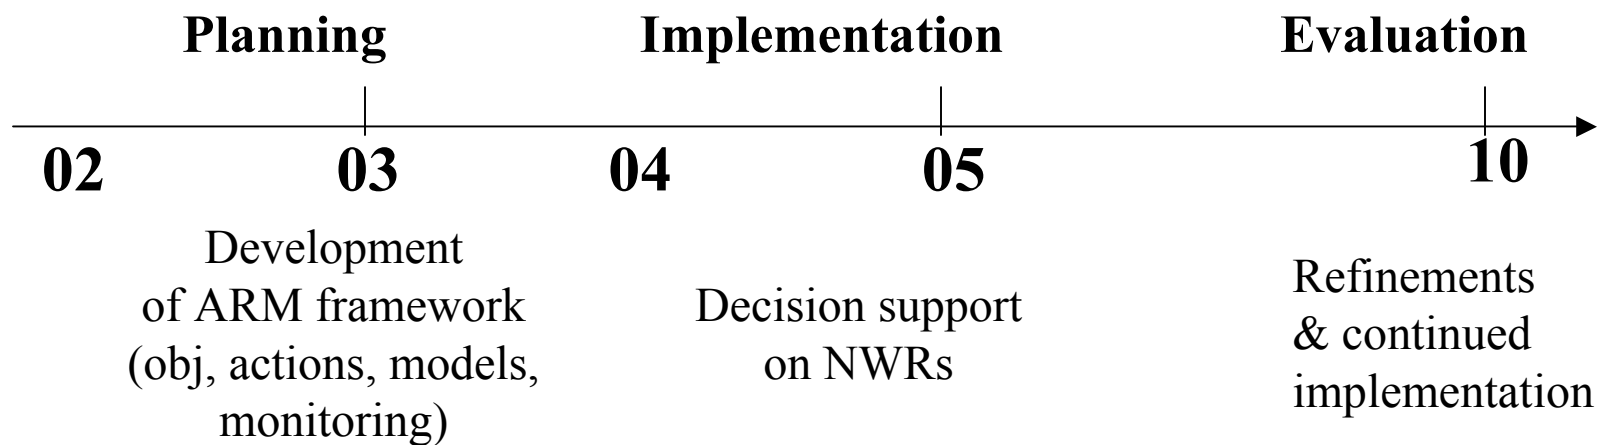 Planning Implementation Evaluation
02 03 04 05 10
Development
of ARM framework
(obj, actions, models,
monitoring)
Decision support
on NWRs
Refinements
& continued
implementation